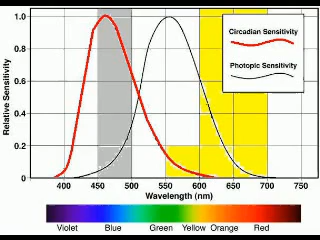 Relative Sensitivity
1.0
0.8
0.6
0.4
0.2
0
Circadian Sensitivity
Photopic Sensitivity
400 450 500 550 600 650 700 750
Wavelength (nm)
Violet Blue Green Yellow Orange Red